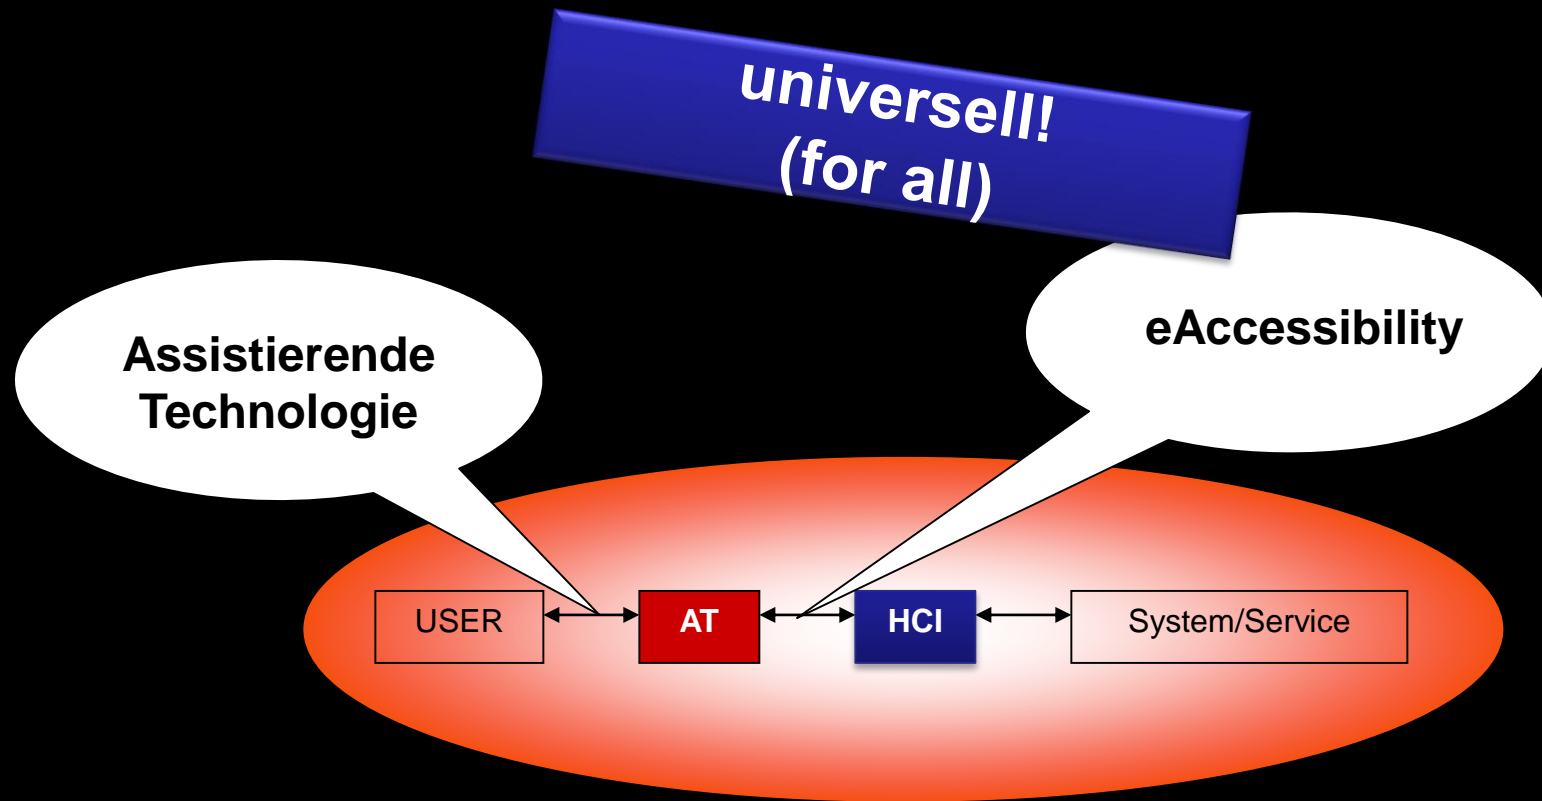 universell!
(for all)
eAccessibility
Assistierende
Technologie
USER
AT
HCI
System/Service